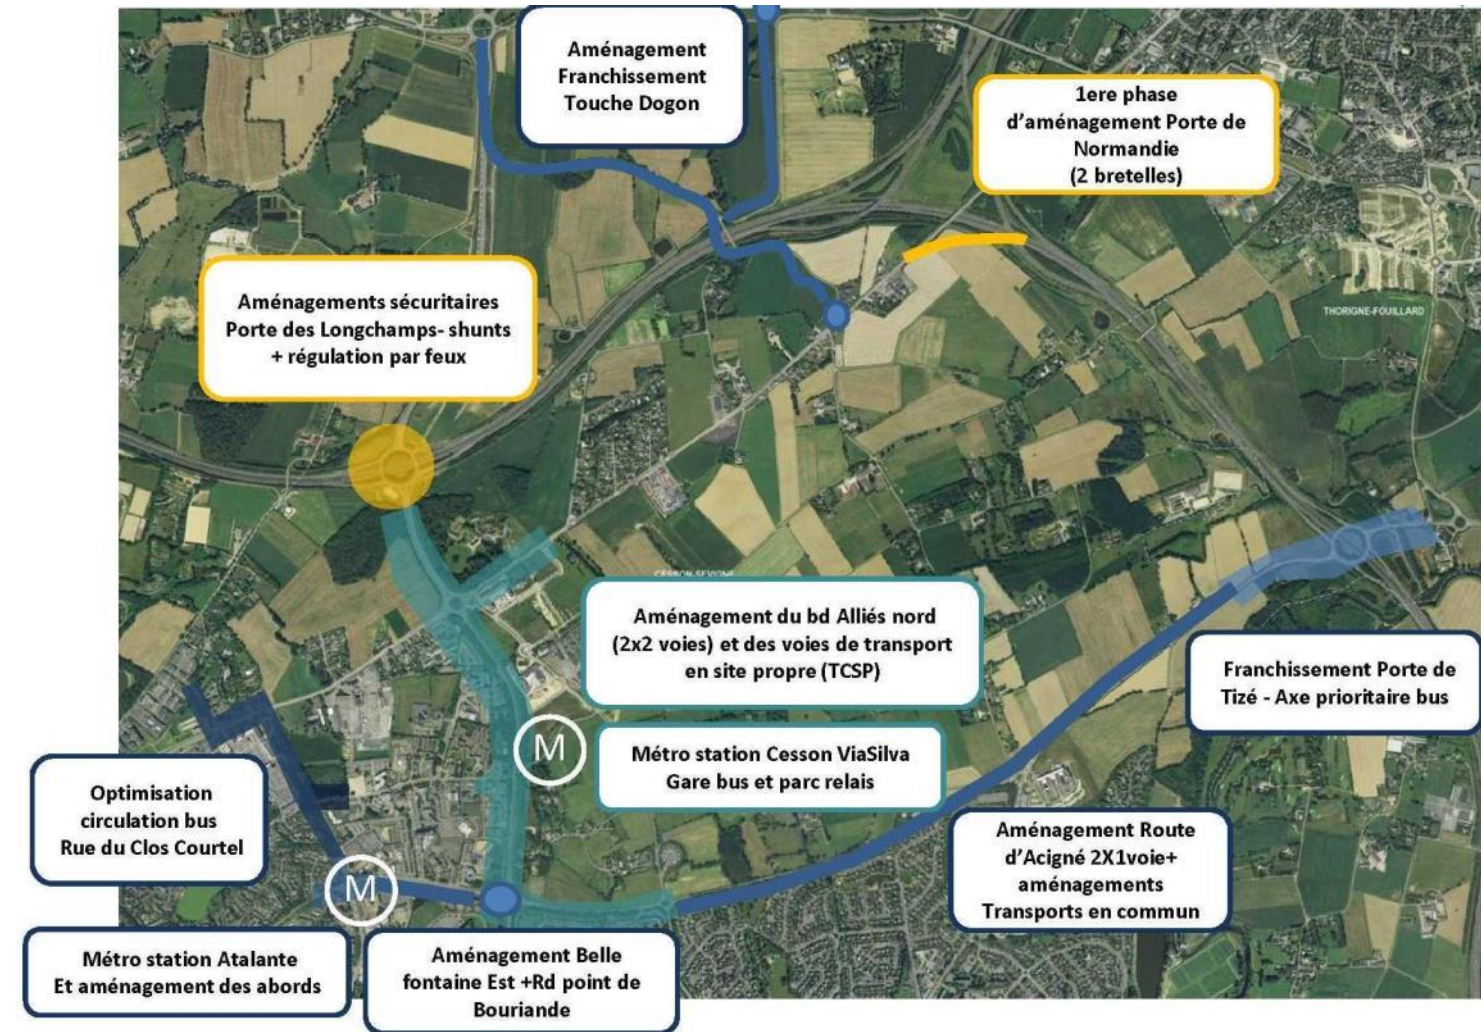 Aménagement
Franchissement
Touche Dogon
1ere phase
d'aménagement Porte de
Normandie
(2 bretelles)
Aménagements sécuritaires
Porte des Longchamps- shunts
+ régulation par feux
THORIGNE-FOUILLARD
CESSON-SEVIGNE
Aménagement du bd Alliés nord
(2x2 voies) et des voies de transport
en site propre (TCSP)
Franchissement Porte de
Tizé - Axe prioritaire bus
M
Métro station Cesson ViaSilva
Gare bus et parc relais
Optimisation
circulation bus
Rue du Clos Courtel
Aménagement Route
d'Acigné 2X1voie+
aménagements
Transports en commun
M
Métro station Atalante
Et aménagement des abords
Aménagement Belle
fontaine Est +Rd point de
Bouriande